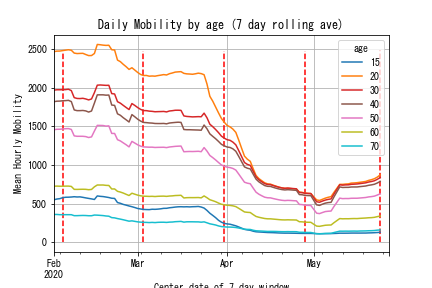 Daily Mobility by age (7 day rolling ave)
Mean Hourly Mobility
2500
2000
1500
1000
500
0
age
15
20
30
40
50
60
70
Feb
2020
Mar
Apr
May
Center date of 7 day window